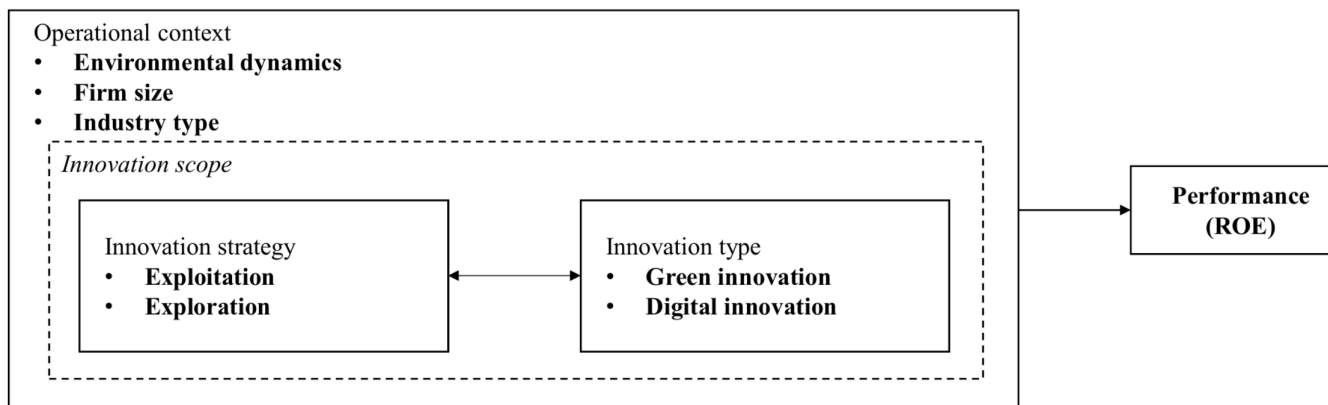 Operational context
• Environmental dynamics
• Firm size
• Industry type
Innovation scope
Innovation strategy
• Exploitation
• Exploration
Innovation type
• Green innovation
• Digital innovation
Performance
(ROE)